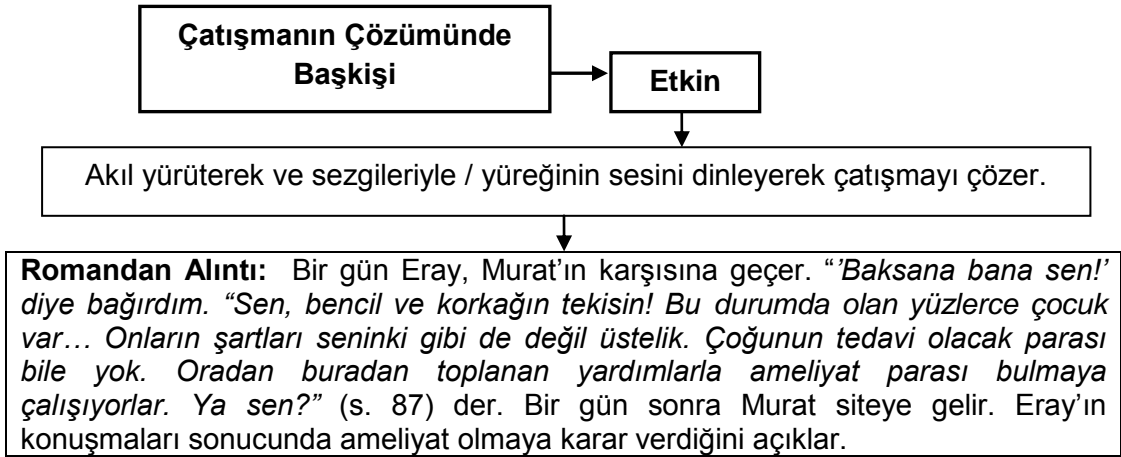 Çatışmanın Çözümünde
Başkişi
Etkin
Akıl yürüterek ve sezgileriyle / yüreğinin sesini dinleyerek çatışmayı çözer.
Romandan Alıntı: Bir gün Eray, Murat’ın karşısına geçer. “’Baksana bana sen!’
diye bağırdım. “Sen, bencil ve korkağın tekisin! Bu durumda olan yüzlerce çocuk
var… Onların şartları seninki gibi de değil üstelik. Çoğunun tedavi olacak parası
bile yok. Oradan buradan toplanan yardımlarla ameliyat parası bulmaya
çalışıyorlar. Ya sen?” (s. 87) der. Bir gün sonra Murat siteye gelir. Eray’ın
konuşmaları sonucunda ameliyat olmaya karar verdiğini açıklar.